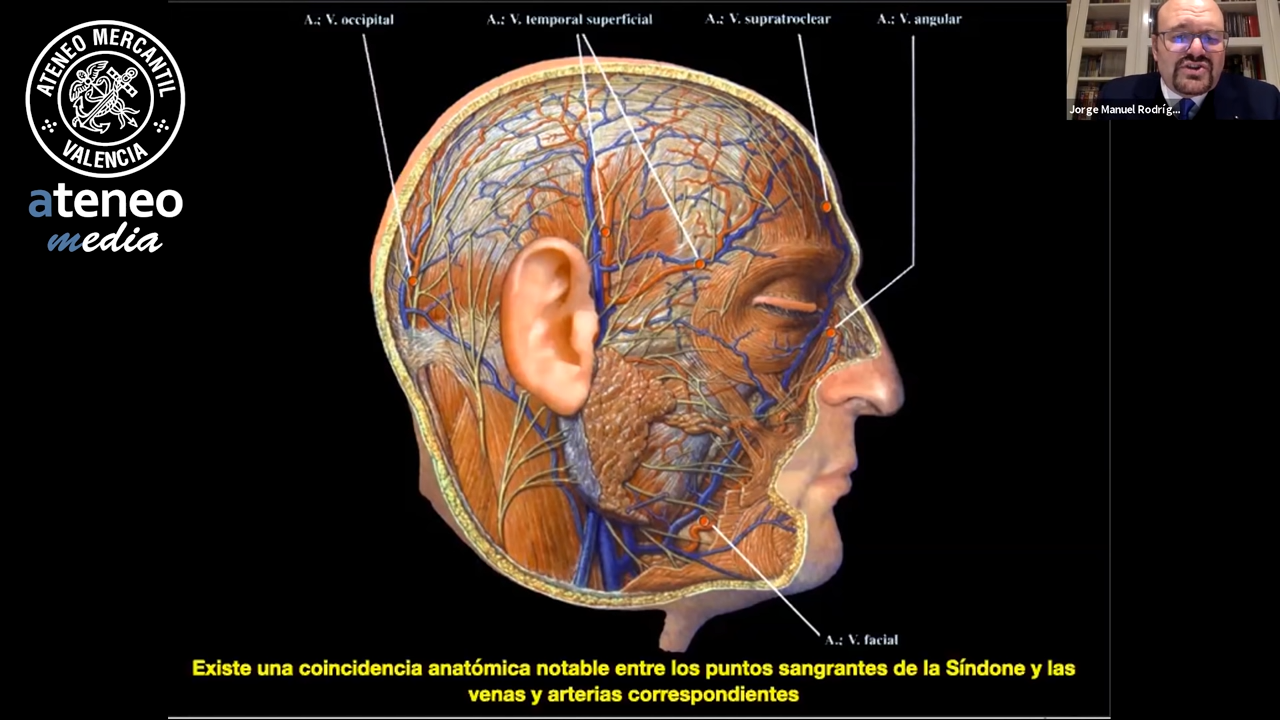 A.; V. occipital
A.; V. temporal superficial
A.; V. supratroclear
A.; V. angular
ATENEO MERCANTIL
VALENCIA
ateneo
media
Jorge Manuel Rodríg...
A.; V. facial
Existe una coincidencia anatómica notable entre los puntos sangrantes de la Síndone y las
venas y arterias correspondientes